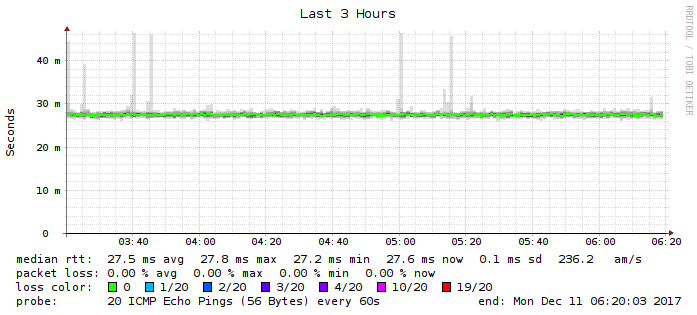 Last 3 Hours
RRDTOOL / TOBI OETIKER
Seconds
40 m
30 m
20 m
10 m
0
03:40 04:00 04:20 04:40 05:00 05:20 05:40 06:00 06:20
median rtt: 27.5 ms avg 27.8 ms max 27.2 ms min 27.6 ms now 0.1 ms sd 236.2 am/s
packet loss: 0.00 % avg 0.00 % max 0.00 % min 0.00 % now
loss color: 0 1/20 2/20 3/20 4/20 10/20 19/20
probe: 20 ICMP Echo Pings (56 Bytes) every 60s end: Mon Dec 11 06:20:03 2017